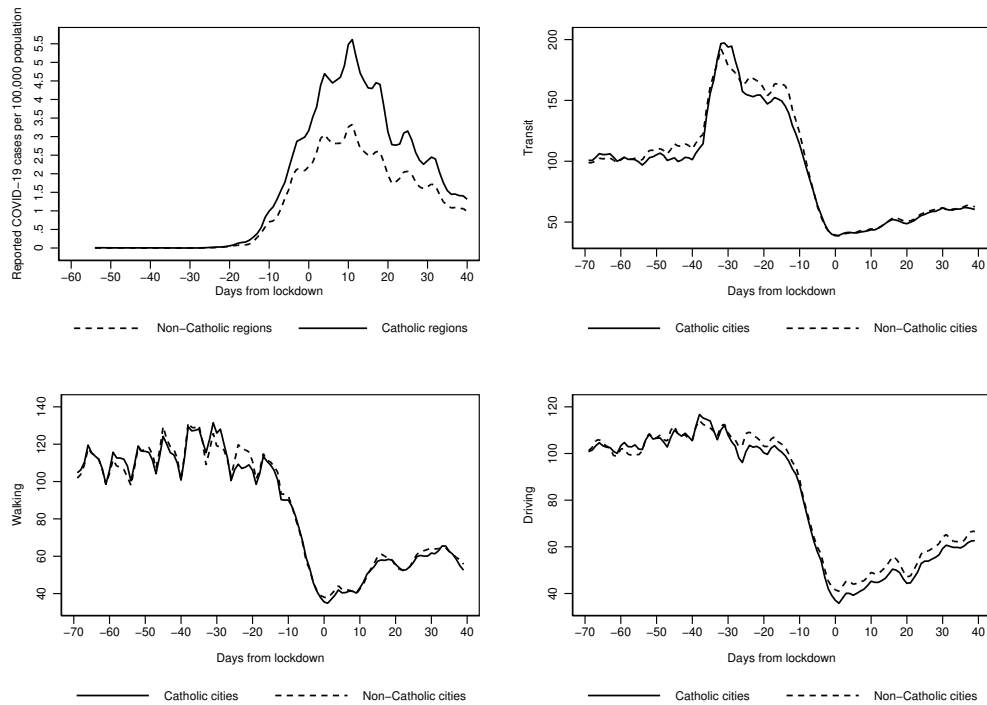 Reported COVID−19 cases per 100,000 population
0 .5 1 1.5 2 2.5 3 3.5 4 4.5 5 5.5
−60 −50 −40 −30 −20 −10 0 10 20 30 40
Days from lockdown
Non−Catholic regions Catholic regions
Transit
50 100 150 200
−70 −60 −50 −40 −30 −20 −10 0 10 20 30 40
Days from lockdown
Catholic cities Non−Catholic cities
Walking
40 60 80 100 120 140
−70 −60 −50 −40 −30 −20 −10 0 10 20 30 40
Days from lockdown
Catholic cities Non−Catholic cities
Driving
40 60 80 100 120
−70 −60 −50 −40 −30 −20 −10 0 10 20 30 40
Days from lockdown
Catholic cities Non−Catholic cities